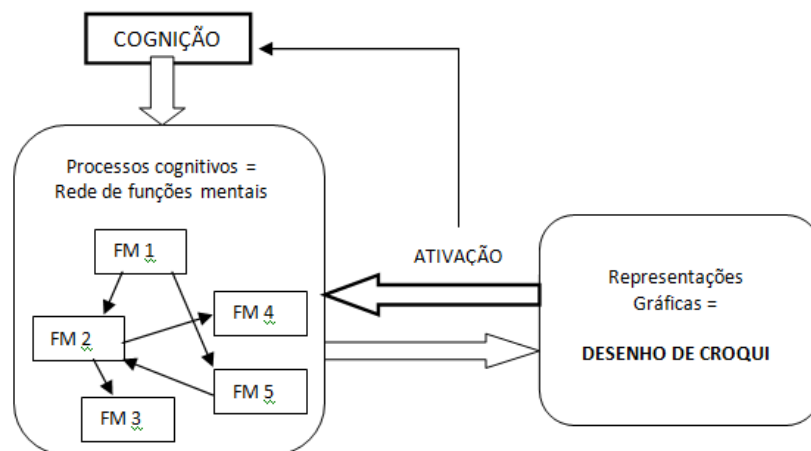 COGNIÇÃO
Processos cognitivos =
Rede de funções mentais
FM 1
FM 2
FM 4
FM 5
FM 3
ATIVAÇÃO
Representações
Gráficas =
DESENHO DE CROQUI